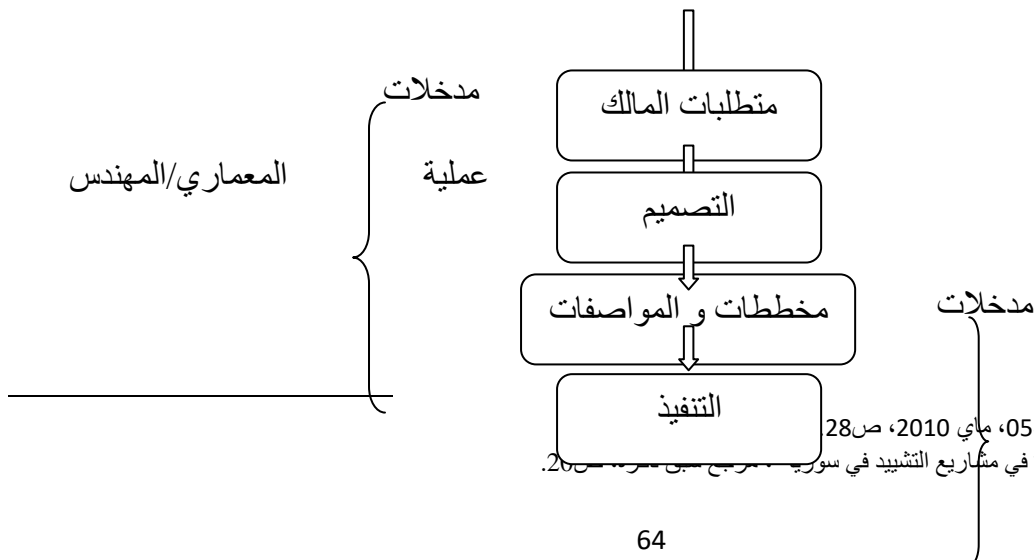 مدخلات
متطلبات المالك
المعماري/المهندس
عملية
التصميم
مدخلات
مخططات و المواصفات
التنفيذ
05، ماي 2010، ص28.
في مشاريع التشييد في سوريا
64